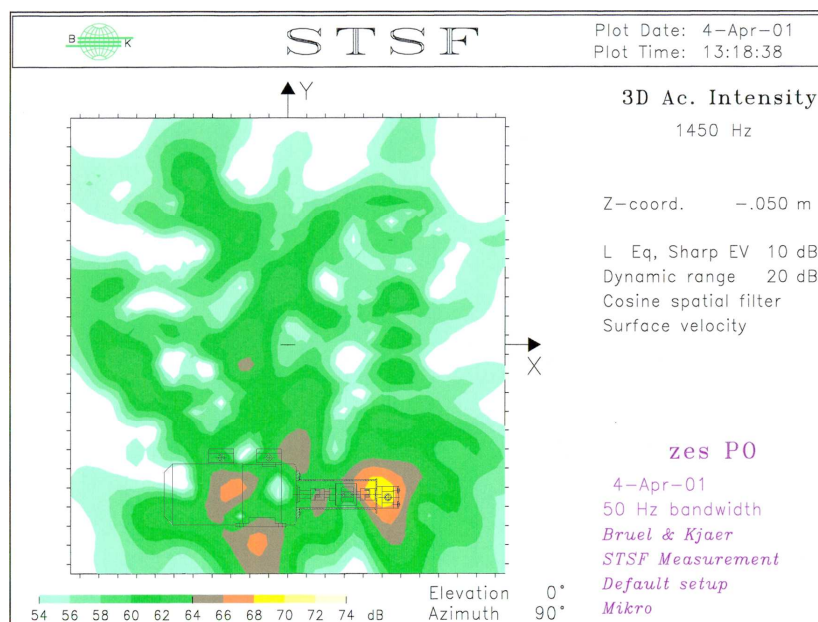 B K
STSF
Plot Date: 4-Apr-01
Plot Time: 13:18:38
Y
3D Ac. Intensity
1450 Hz
Z-coord. -.050 m
L Eq, Sharp EV 10 dB
Dynamic range 20 dB
Cosine spatial filter
Surface velocity
X
zes PO
4-Apr-01
50 Hz bandwidth
Bruel & Kjaer
STSF Measurement
Default setup
Mikro
Elevation 0°
Azimuth 90°
54 56 58 60 62 64 66 68 70 72 74 dB